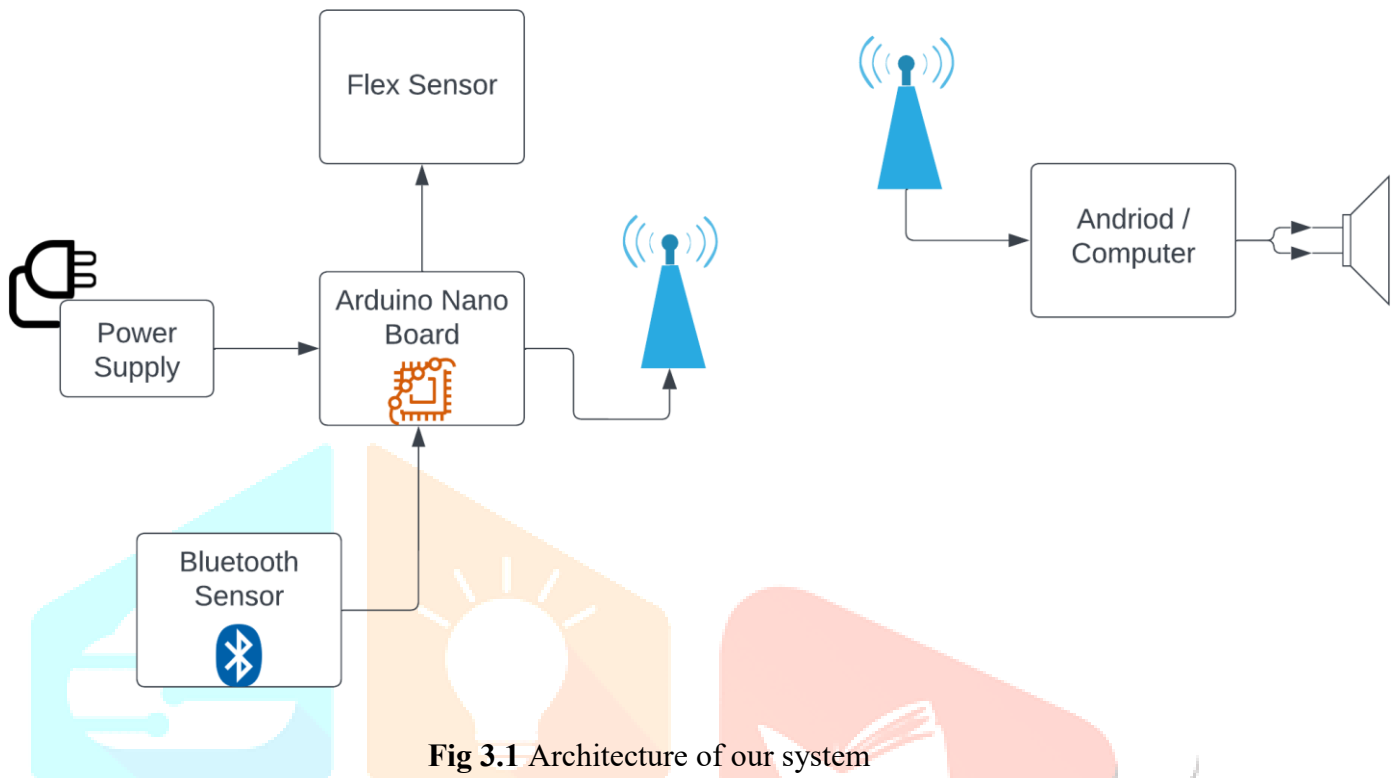 Flex Sensor
Andriod /
Computer
Arduino Nano
Board
Power
Supply
Bluetooth
Sensor
Fig 3.1 Architecture of our system